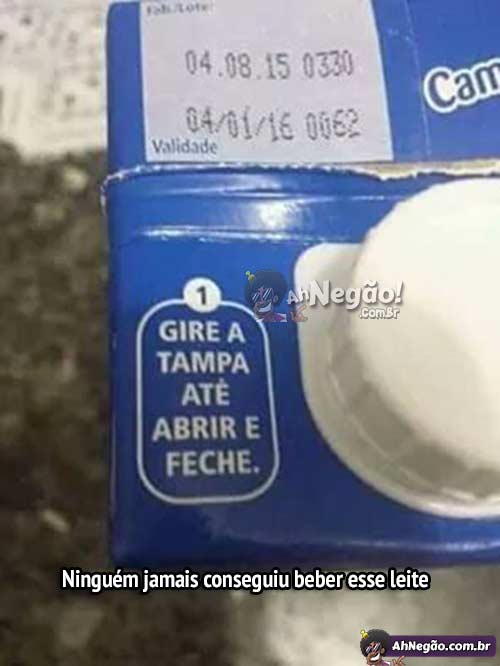 Fab./Lote:
04.08.15 0330
04/01/16 0062
Validade
Cam
1
GIRE A
TAMPA
ATÉ
ABRIR E
FECHE.
AhNegão!
.com.br
Ninguém jamais conseguiu beber esse leite
AhNegão.com.br